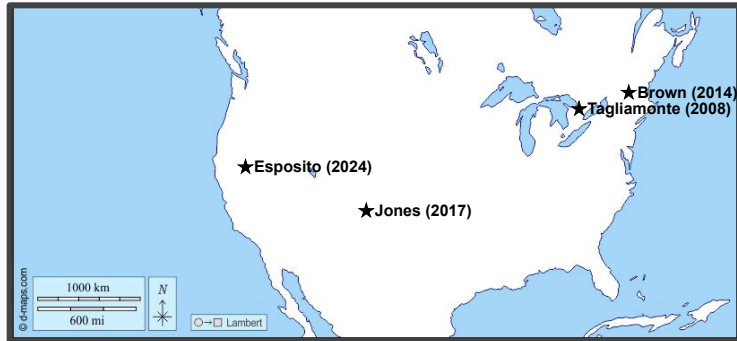 Brown (2014)
Tagliamonte (2008)
Esposito (2024)
Jones (2017)
© d-maps.com
1000 km
600 mi
N
Lambert